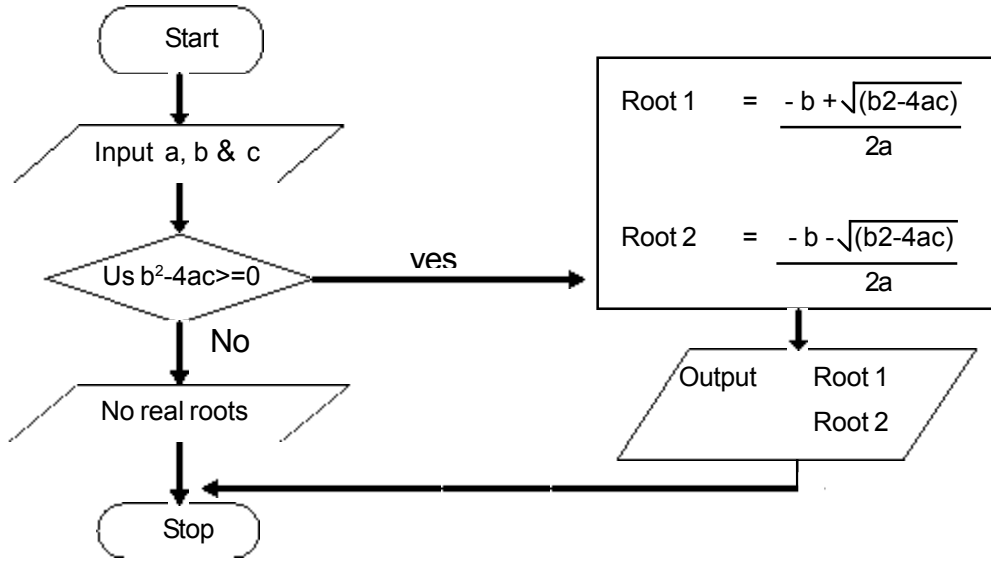 Start
Input a, b & c
Us b²-4ac>=0
ves
No
No real roots
Stop
Root 1 = - b + √(b2-4ac)
2a
Root 2 = - b - √(b2-4ac)
2a
Output Root 1
Root 2